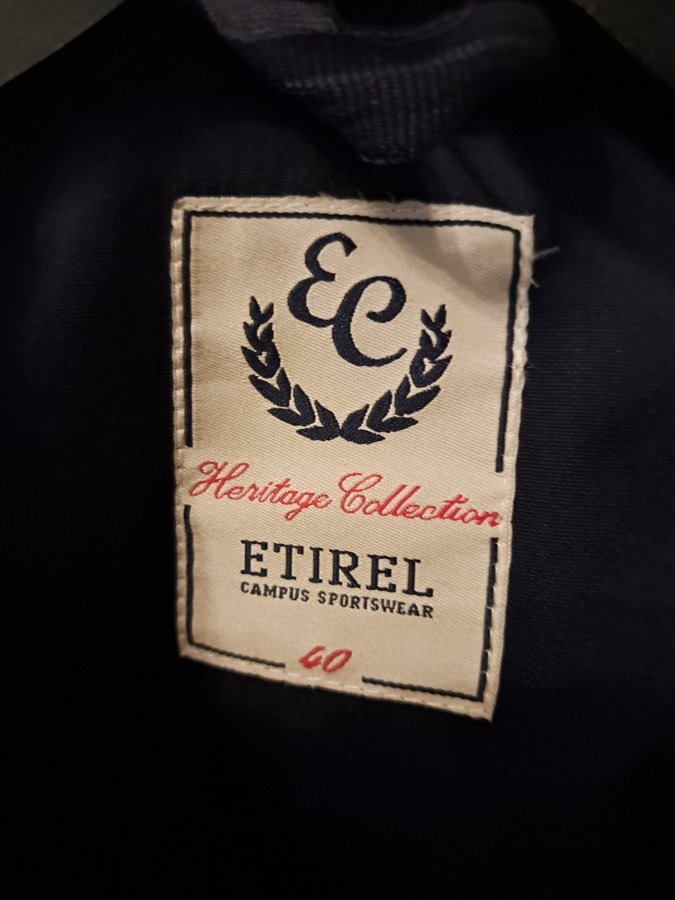 EC
Heritage Collection
ETIREL
CAMPUS SPORTSWEAR
40